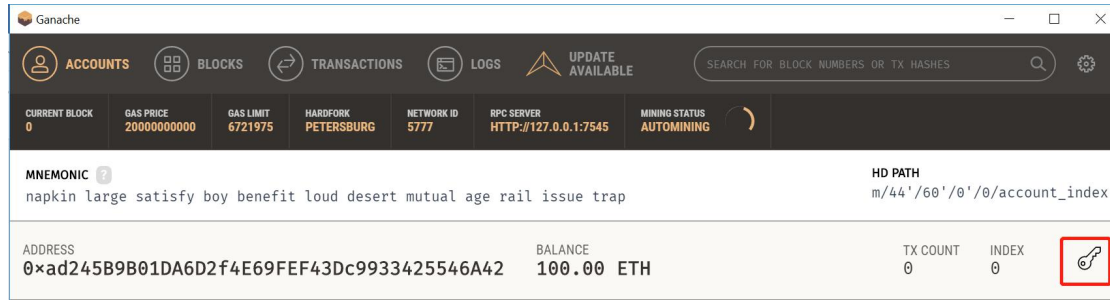 Ganache
ACCOUNTS BLOCKS TRANSACTIONS LOGS UPDATE AVAILABLE SEARCH FOR BLOCK NUMBERS OR TX HASHES
CURRENT BLOCK GAS PRICE GAS LIMIT HARDFORK NETWORK ID RPC SERVER MINING STATUS
0 20000000000 6721975 PETERSBURG 5777 HTTP://127.0.0.1:7545 AUTOMINING
MNEMONIC ? HD PATH
napkin large satisfy boy benefit loud desert mutual age rail issue trap m/44'/60'/0'/0/account_index
ADDRESS BALANCE TX COUNT INDEX
0×ad245B9B01DA6D2f4E69FEF43Dc9933425546A42 100.00 ETH 0 0